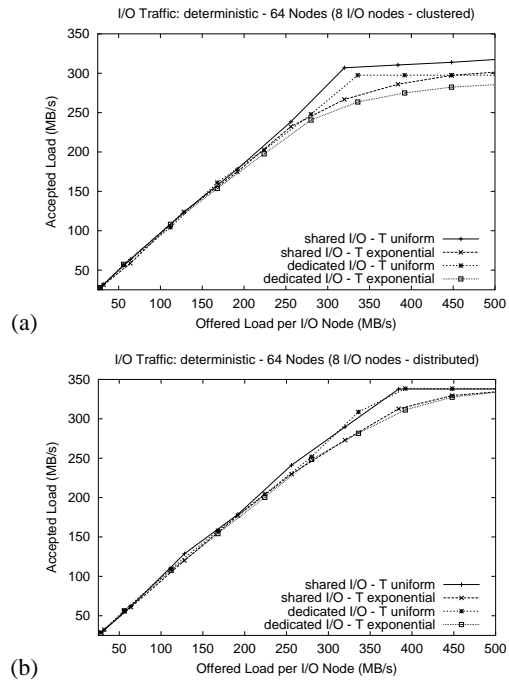 I/O Traffic: deterministic - 64 Nodes (8 I/O nodes - clustered)
350
300
250
200
150
100
50
Accepted Load (MB/s)
shared I/O - T uniform
shared I/O - T exponential
dedicated I/O - T uniform
dedicated I/O - T exponential
50 100 150 200 250 300 350 400 450 500
(a)
Offered Load per I/O Node (MB/s)
I/O Traffic: deterministic - 64 Nodes (8 I/O nodes - distributed)
350
300
250
200
150
100
50
Accepted Load (MB/s)
shared I/O - T uniform
shared I/O - T exponential
dedicated I/O - T uniform
dedicated I/O - T exponential
50 100 150 200 250 300 350 400 450 500
(b)
Offered Load per I/O Node (MB/s)